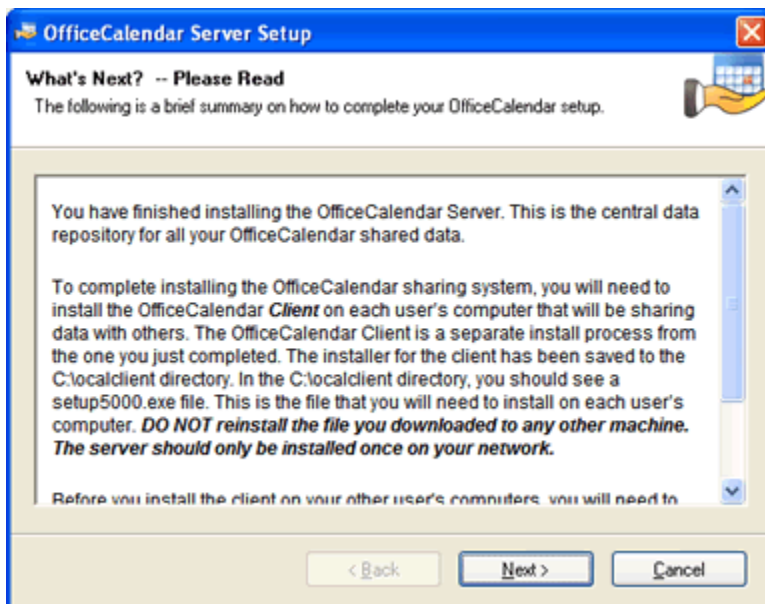 OfficeCalendar Server Setup
What's Next? -- Please Read
The following is a brief summary on how to complete your OfficeCalendar setup.
You have finished installing the OfficeCalendar Server. This is the central data
repository for all your OfficeCalendar shared data.
To complete installing the OfficeCalendar sharing system, you will need to
install the OfficeCalendar Client on each user's computer that will be sharing
data with others. The OfficeCalendar Client is a separate install process from
the one you just completed. The installer for the client has been saved to the
C:\ocalclient directory. In the C:\ocalclient directory, you should see a
setup5000.exe file. This is the file that you will need to install on each user's
computer. DO NOT reinstall the file you downloaded to any other machine.
The server should only be installed once on your network.
Before you install the client on your other user's computers, you will need to
< Back
Next >
Cancel